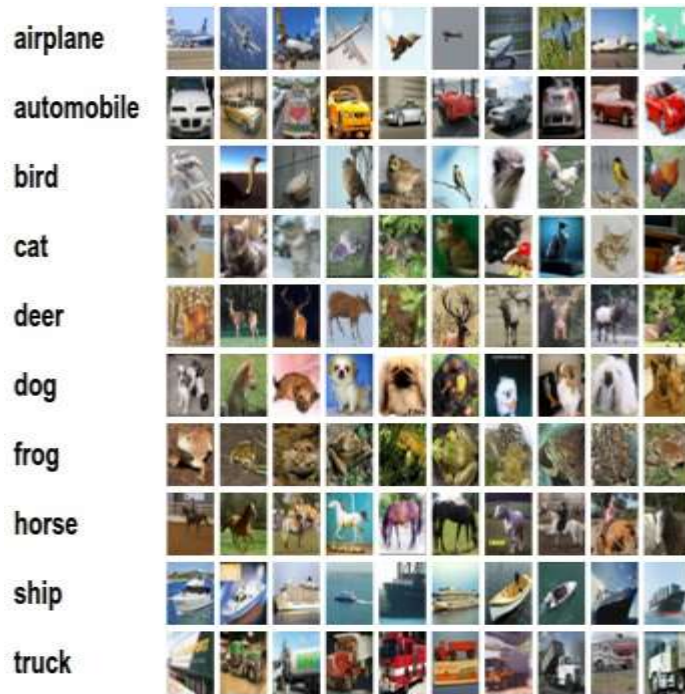 airplane
automobile
bird
cat
deer
dog
frog
horse
ship
truck